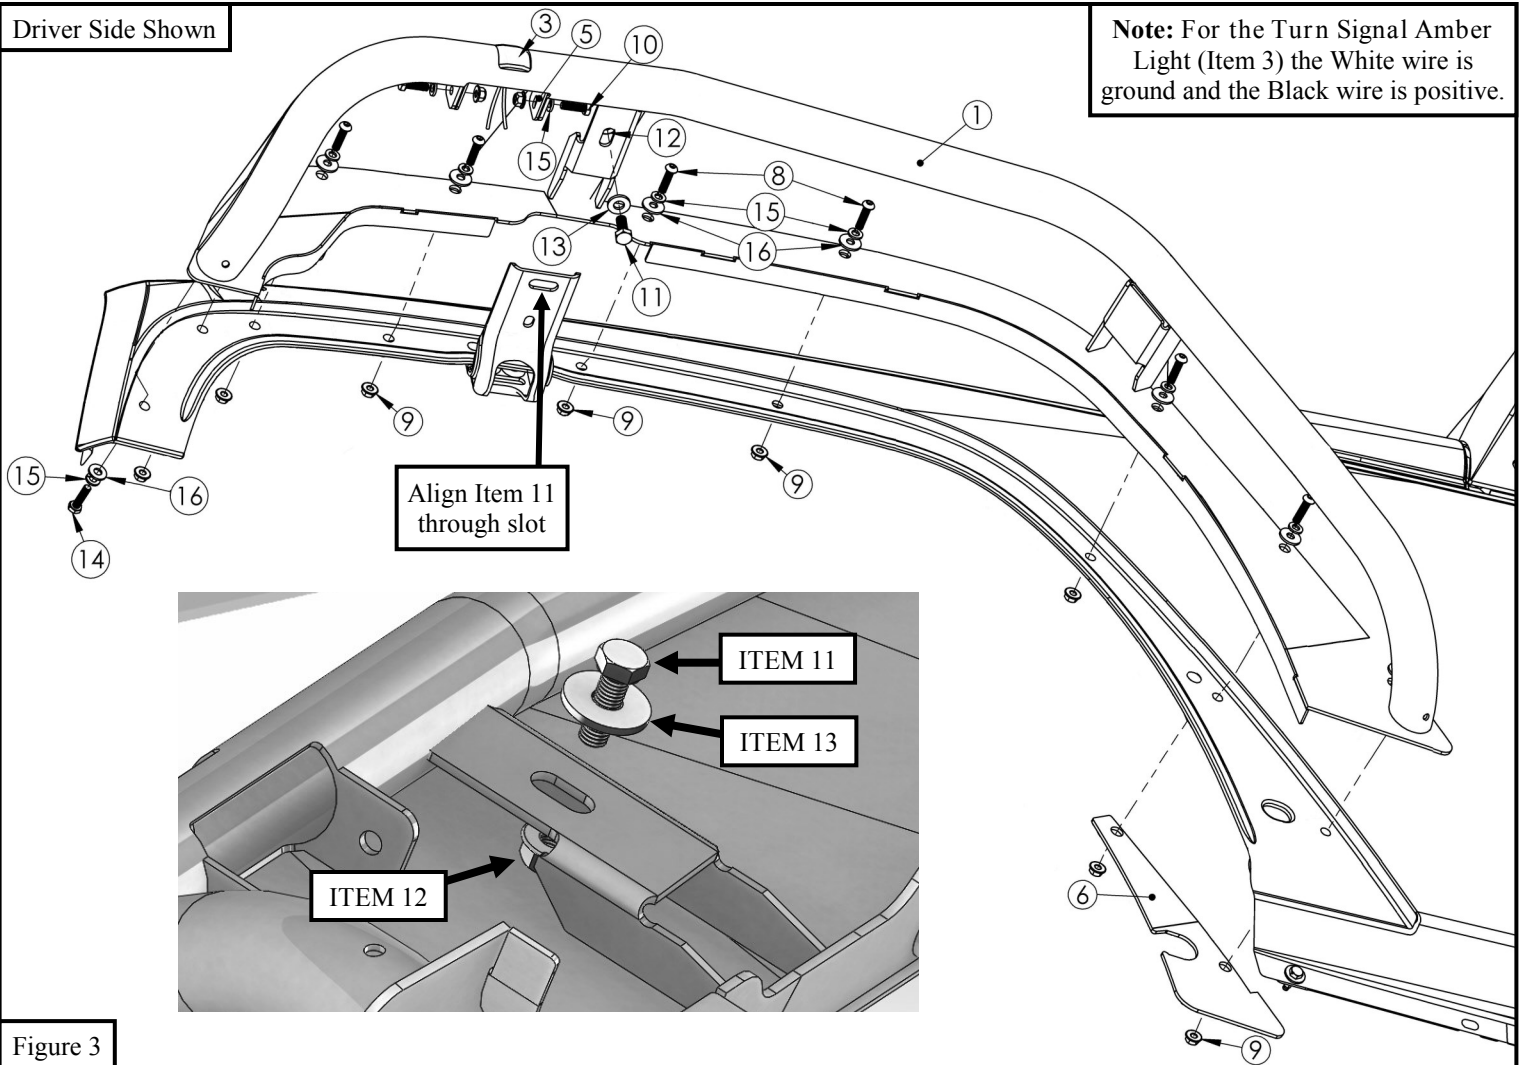 Driver Side Shown
Note: For the Turn Signal Amber
Light (Item 3) the White wire is
ground and the Black wire is positive.
3
5
10
1
12
15
8
15
13
16
11
9
9
9
15
16
14
Align Item 11
through slot
ITEM 11
ITEM 13
ITEM 12
6
9
Figure 3